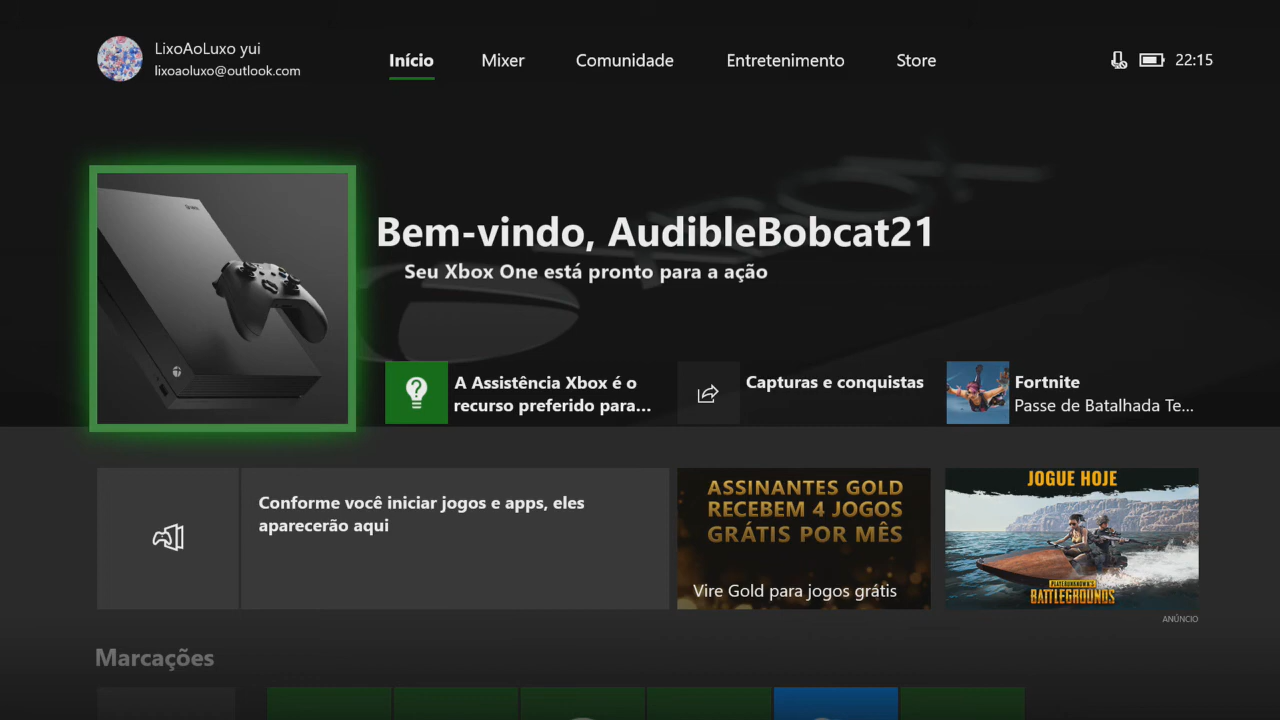 LixoAoLuxo yui
lixoaoluxo@outlook.com
Início
Mixer
Comunidade
Entretenimento
Store
22:15
Bem-vindo, AudibleBobcat21
Seu Xbox One está pronto para a ação
A Assistência Xbox é o
recurso preferido para...
Capturas e conquistas
Fortnite
Passe de Batalhada Te...
Conforme você iniciar jogos e apps, eles
aparecerão aqui
ASSINANTES GOLD
RECEBEM 4 JOGOS
GRÁTIS POR MÊS
Vire Gold para jogos grátis
JOGUE HOJE
PLAYERUNKNOWN'S
BATTLEGROUNDS
ANÚNCIO
Marcações